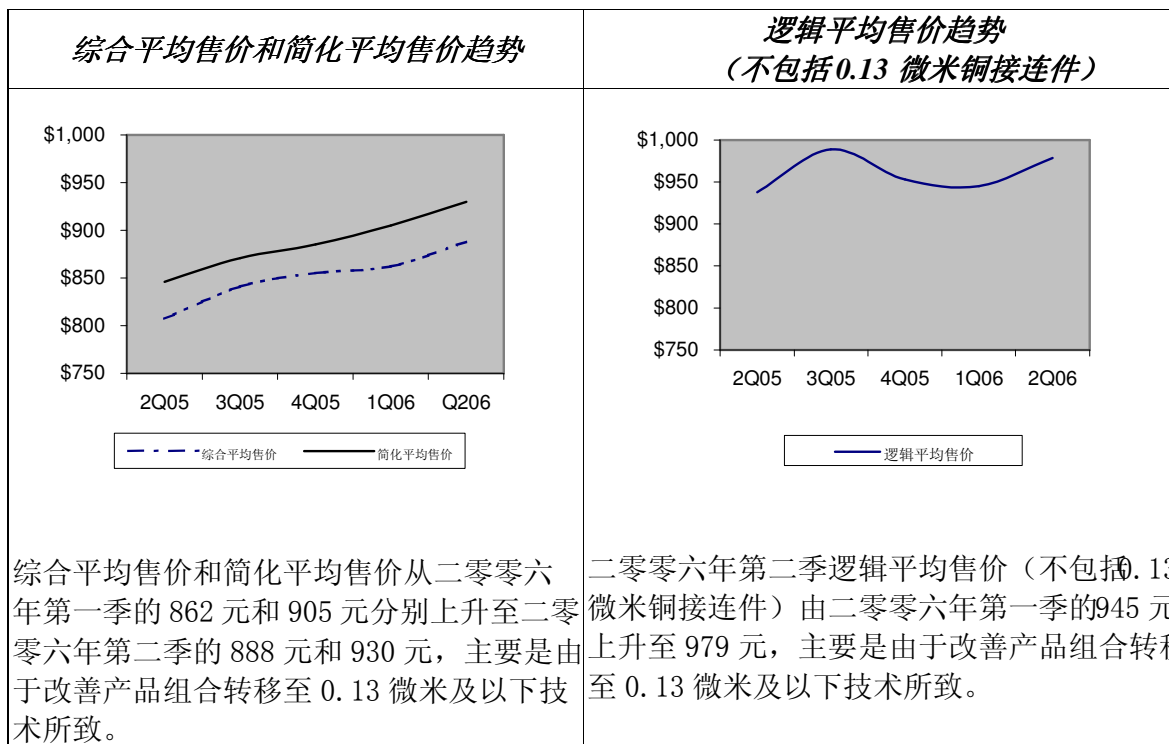 综合平均售价和简化平均售价趋势
$1,000
$950
$900
$850
$800
$750
2Q05 3Q05 4Q05 1Q06 Q206
综合平均售价 简化平均售价
综合平均售价和简化平均售价从二零零六
年第一季的 862 元和 905 元分别上升至二零
零六年第二季的 888 元和 930 元，主要是由
于改善产品组合转移至 0.13 微米及以下技
术所致。
逻辑平均售价趋势
（不包括 0.13 微米铜接连件）
$1,000
$950
$900
$850
$800
$750
2Q05 3Q05 4Q05 1Q06 2Q06
逻辑平均售价
二零零六年第二季逻辑平均售价（不包括0.13
微米铜接连件）由二零零六年第一季的945 元
上升至 979 元，主要是由于改善产品组合转移
至 0.13 微米及以下技术所致。